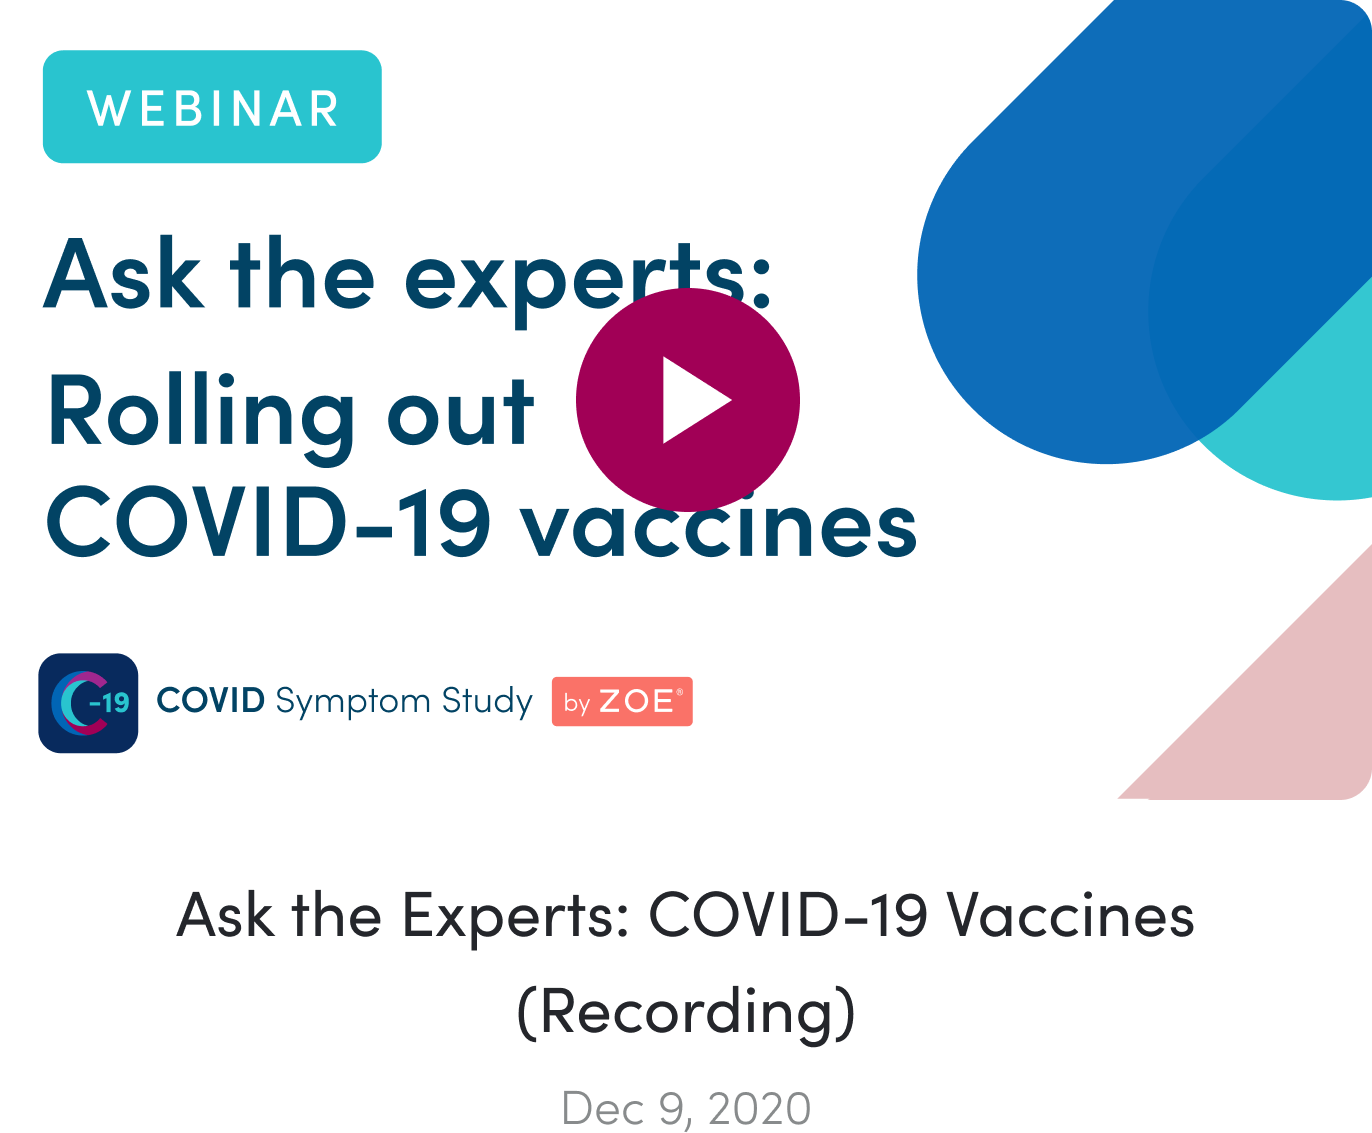 WEBINAR
Ask the experts:
Rolling out
COVID-19 vaccines
C-19
COVID Symptom Study by ZOE®
Ask the Experts: COVID-19 Vaccines
(Recording)
Dec 9, 2020